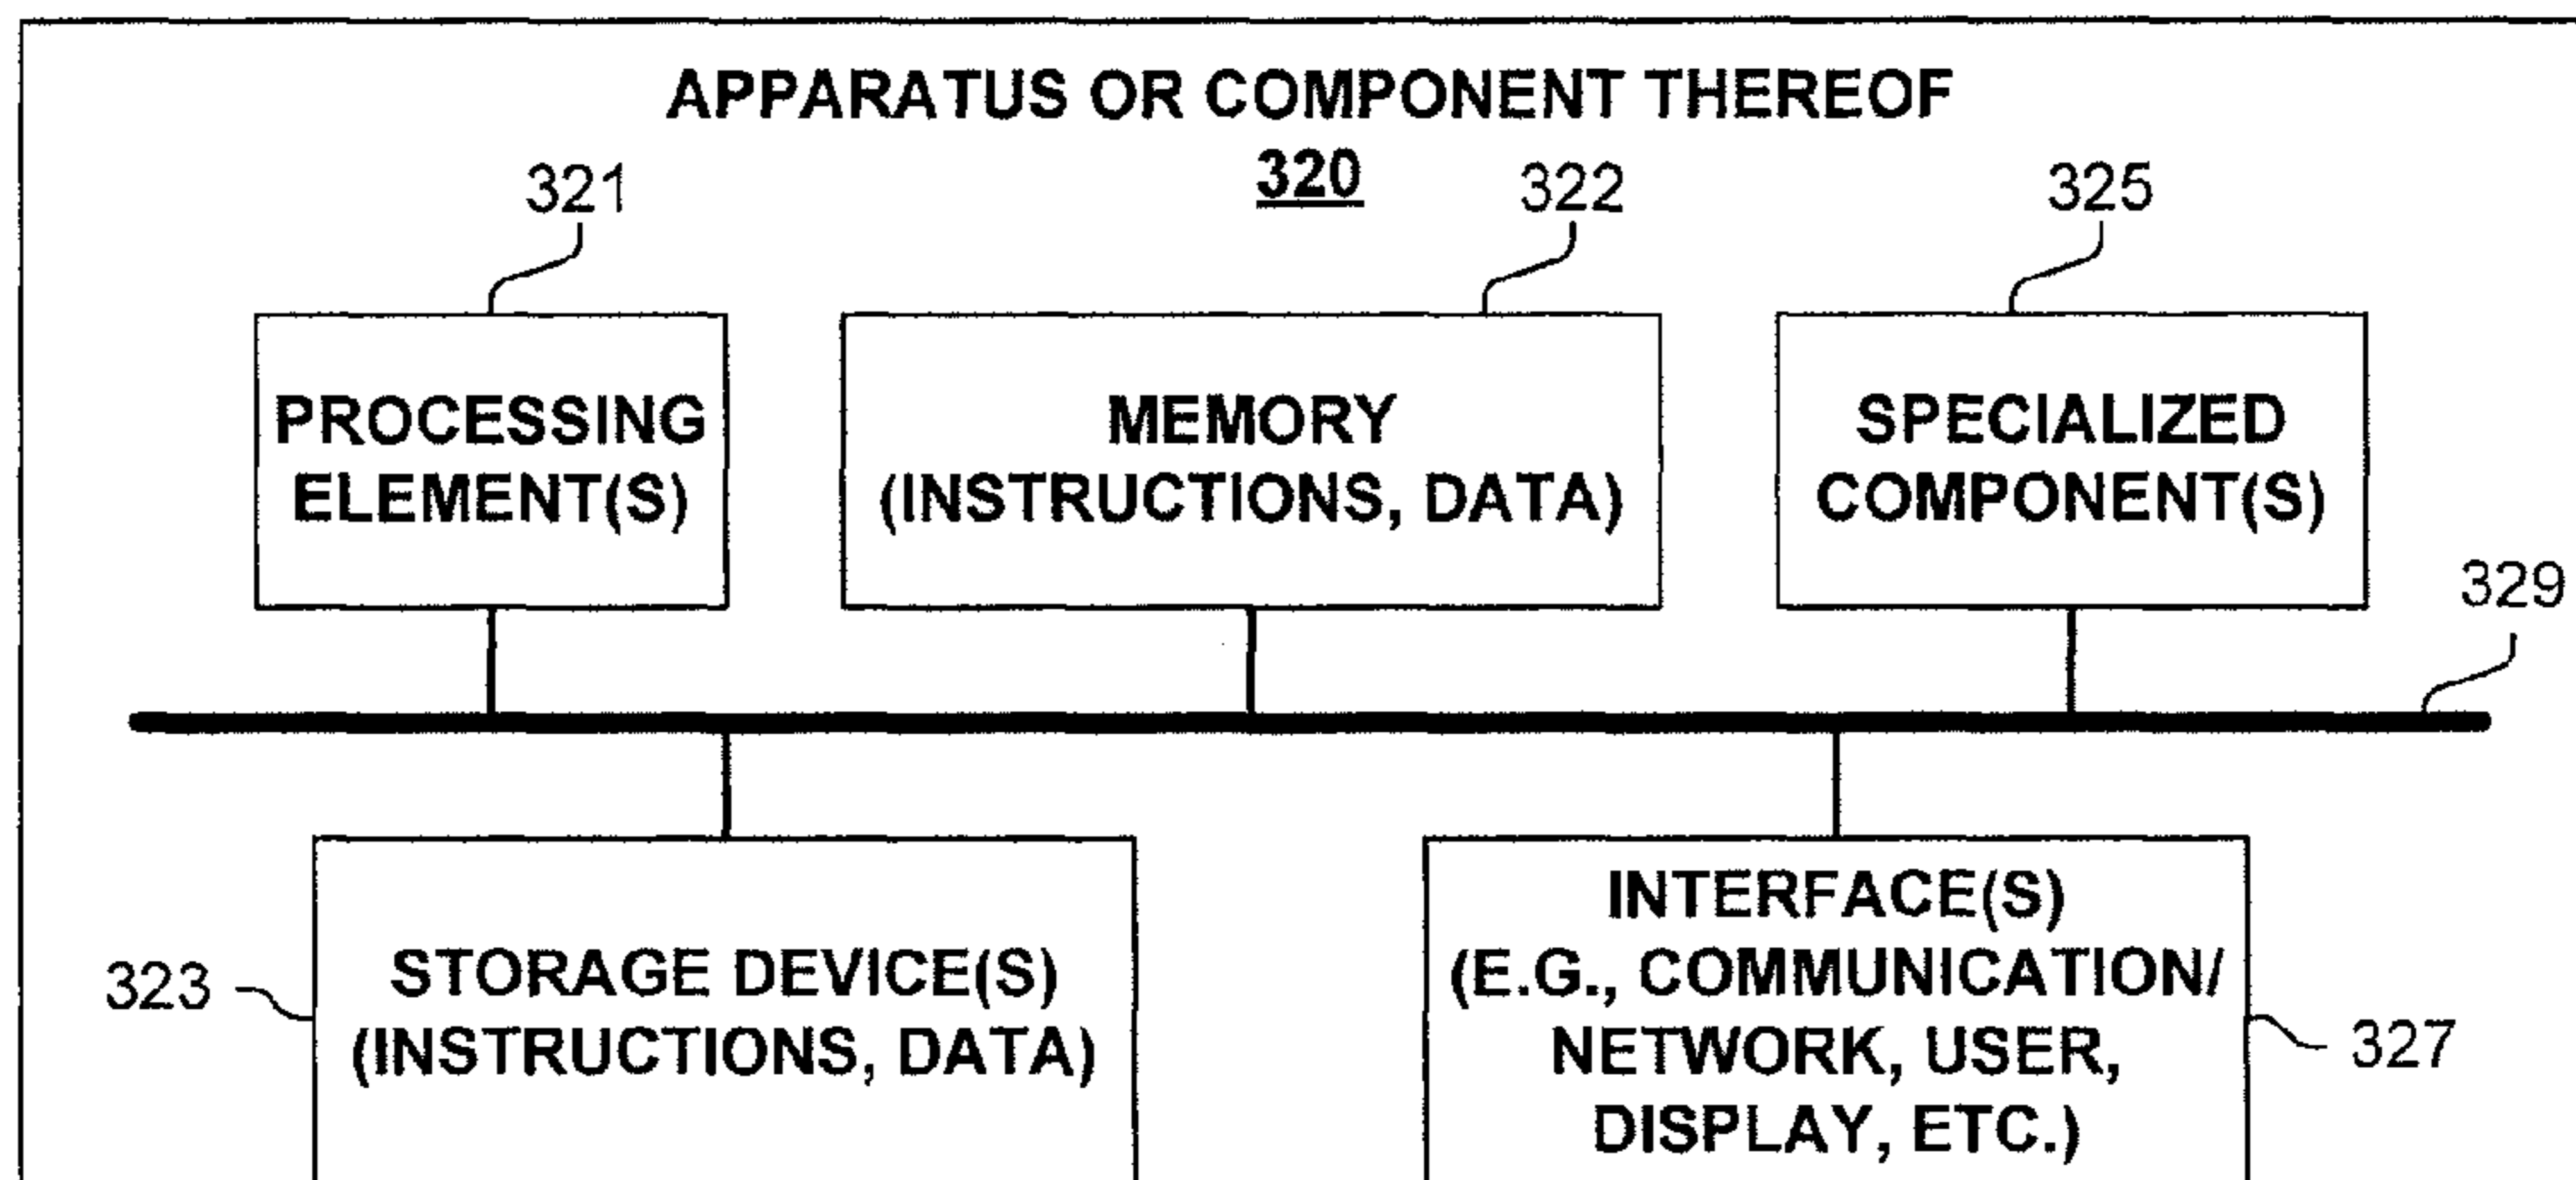 APPARATUS OR COMPONENT THEREOF
320
321
322
325
PROCESSING
ELEMENT(S)
MEMORY
(INSTRUCTIONS, DATA)
SPECIALIZED
COMPONENT(S)
329
323
STORAGE DEVICE(S)
(INSTRUCTIONS, DATA)
INTERFACE(S)
(E.G., COMMUNICATION/
NETWORK, USER,
DISPLAY, ETC.)
327